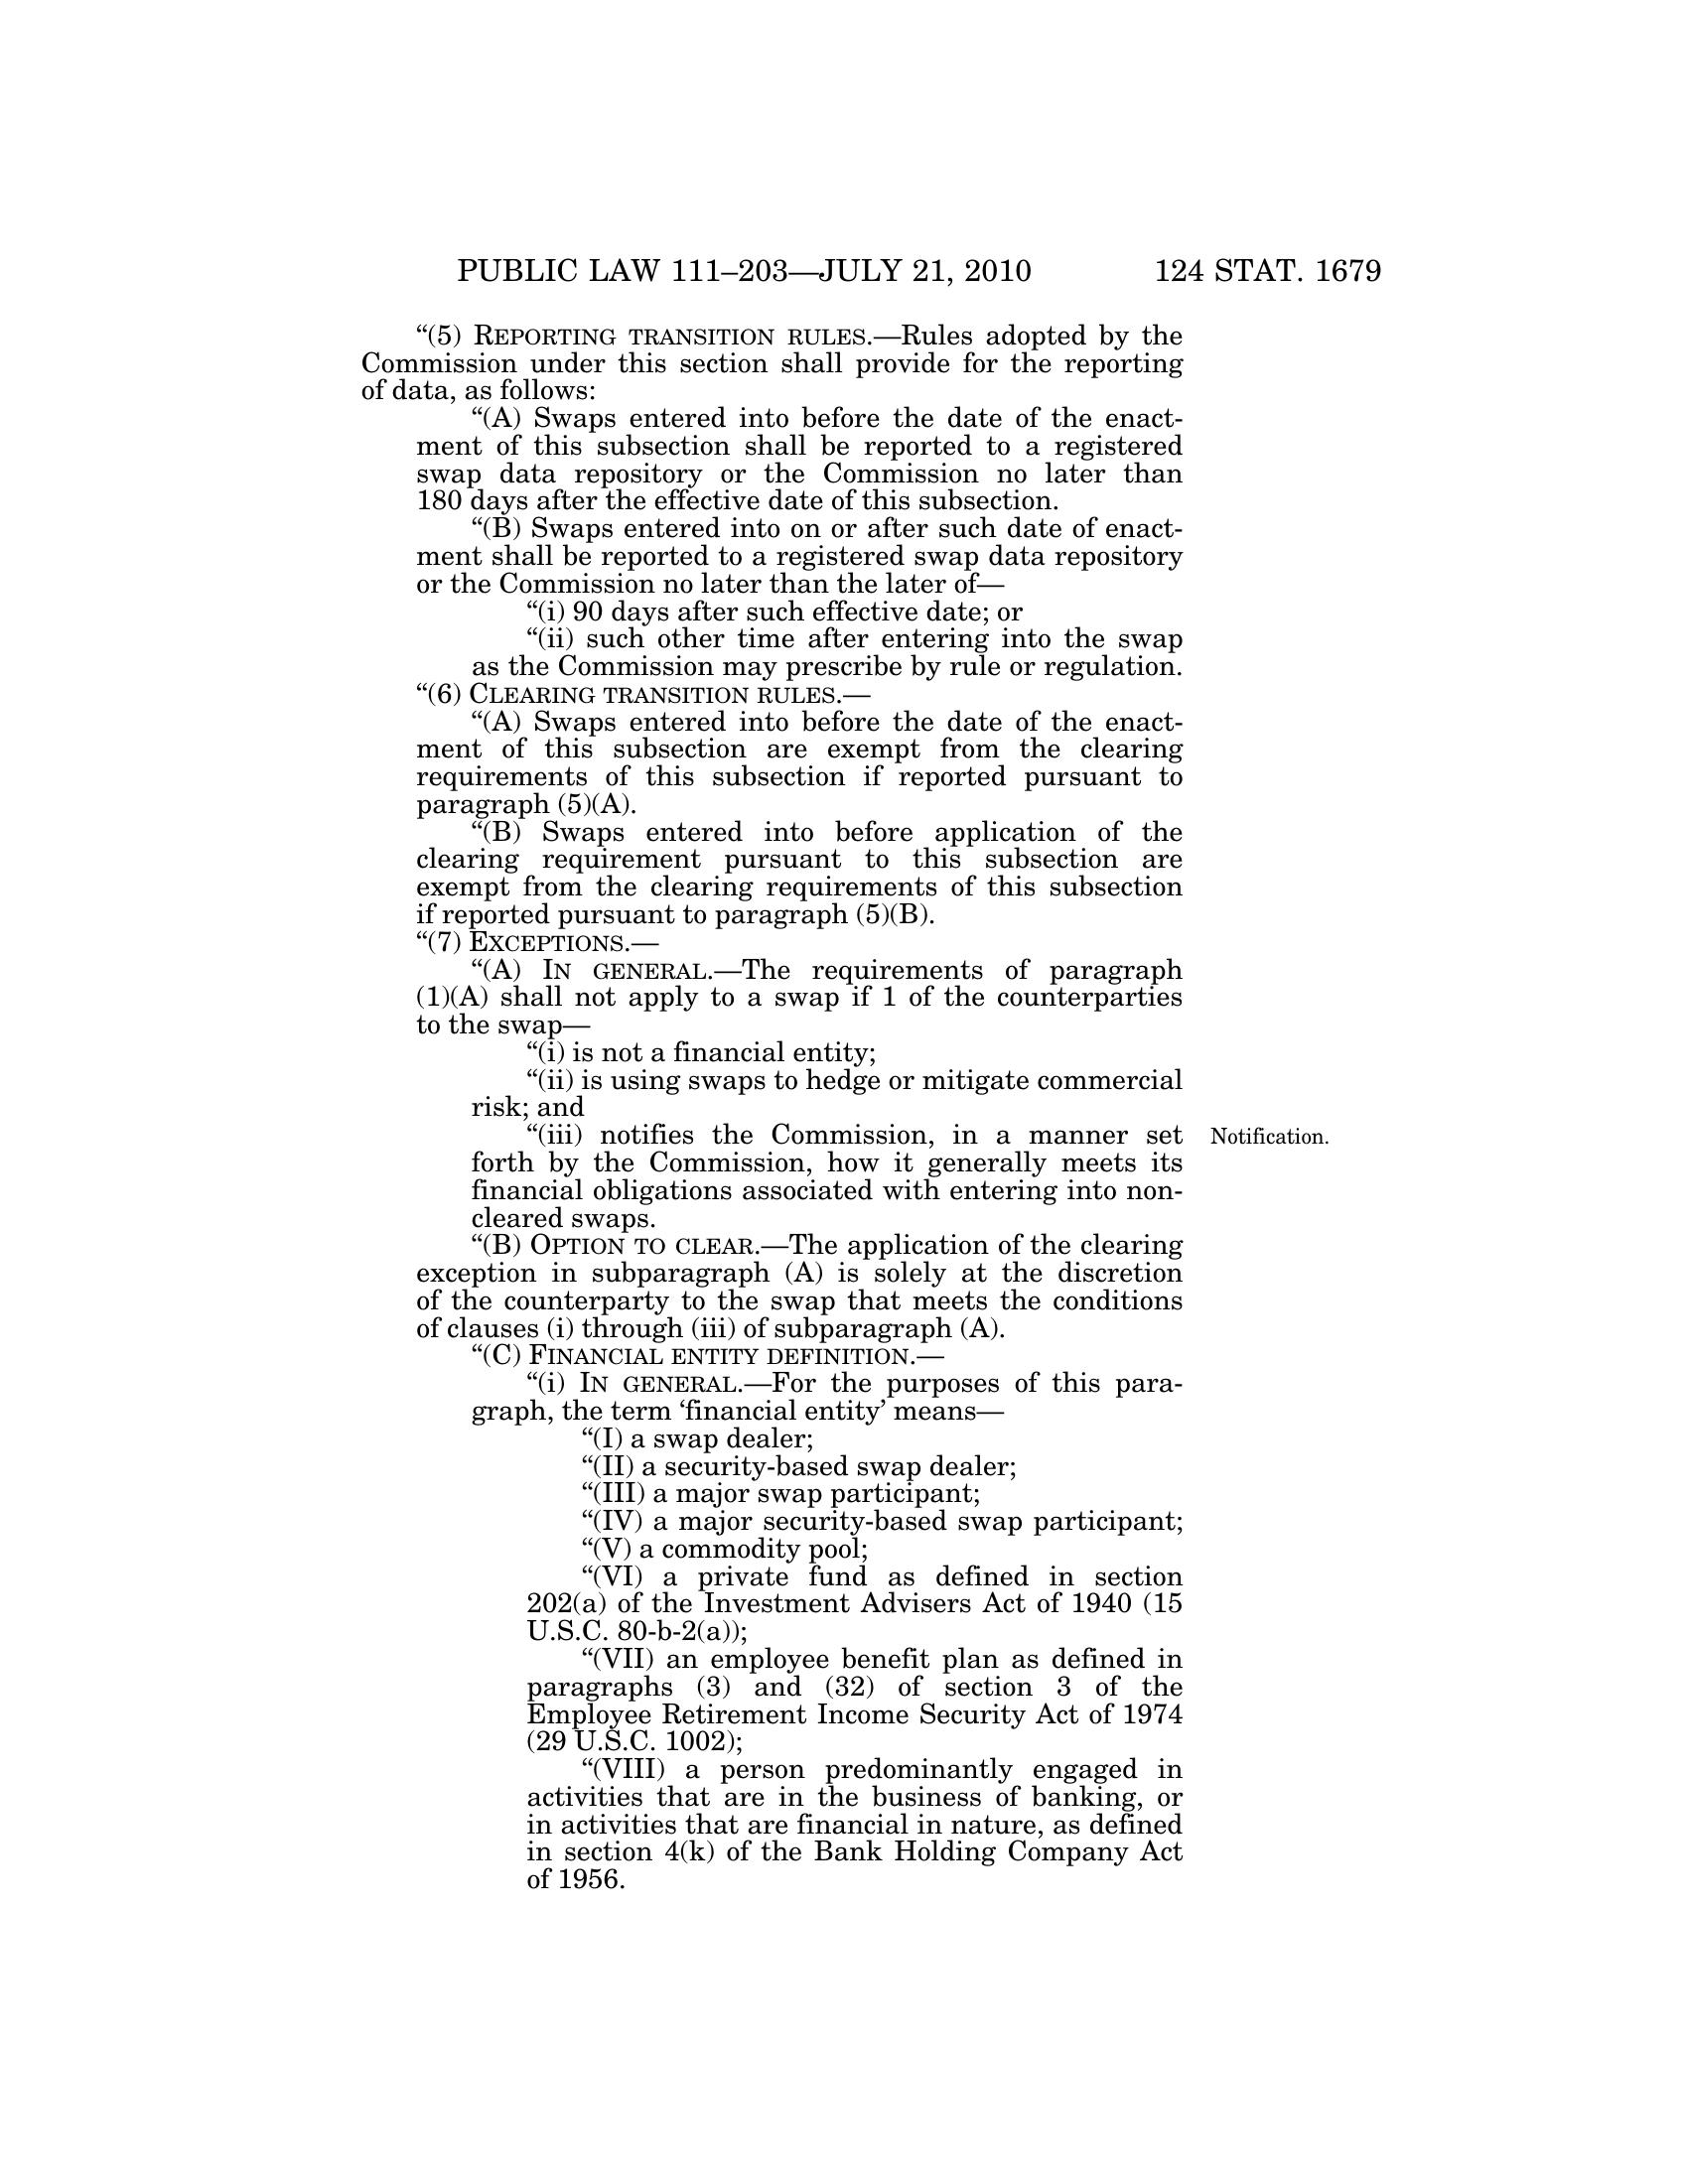 PUBLIC LAW 111–203—JULY 21, 2010 124 STAT. 1679
“(5) REPORTING TRANSITION RULES.—Rules adopted by the
Commission under this section shall provide for the reporting
of data, as follows:
“(A) Swaps entered into before the date of the enact-
ment of this subsection shall be reported to a registered
swap data repository or the Commission no later than
180 days after the effective date of this subsection.
“(B) Swaps entered into on or after such date of enact-
ment shall be reported to a registered swap data repository
or the Commission no later than the later of—
“(i) 90 days after such effective date; or
“(ii) such other time after entering into the swap
as the Commission may prescribe by rule or regulation.
“(6) CLEARING TRANSITION RULES.—
“(A) Swaps entered into before the date of the enact-
ment of this subsection are exempt from the clearing
requirements of this subsection if reported pursuant to
paragraph (5)(A).
“(B) Swaps entered into before application of the
clearing requirement pursuant to this subsection are
exempt from the clearing requirements of this subsection
if reported pursuant to paragraph (5)(B).
“(7) EXCEPTIONS.—
“(A) IN GENERAL.—The requirements of paragraph
(1)(A) shall not apply to a swap if 1 of the counterparties
to the swap—
“(i) is not a financial entity;
“(ii) is using swaps to hedge or mitigate commercial
risk; and
“(iii) notifies the Commission, in a manner set Notification.
forth by the Commission, how it generally meets its
financial obligations associated with entering into non-
cleared swaps.
“(B) OPTION TO CLEAR.—The application of the clearing
exception in subparagraph (A) is solely at the discretion
of the counterparty to the swap that meets the conditions
of clauses (i) through (iii) of subparagraph (A).
“(C) FINANCIAL ENTITY DEFINITION.—
“(i) IN GENERAL.—For the purposes of this para-
graph, the term ‘financial entity’ means—
“(I) a swap dealer;
“(II) a security-based swap dealer;
“(III) a major swap participant;
“(IV) a major security-based swap participant;
“(V) a commodity pool;
“(VI) a private fund as defined in section
202(a) of the Investment Advisers Act of 1940 (15
U.S.C. 80-b-2(a));
“(VII) an employee benefit plan as defined in
paragraphs (3) and (32) of section 3 of the
Employee Retirement Income Security Act of 1974
(29 U.S.C. 1002);
“(VIII) a person predominantly engaged in
activities that are in the business of banking, or
in activities that are financial in nature, as defined
in section 4(k) of the Bank Holding Company Act
of 1956.